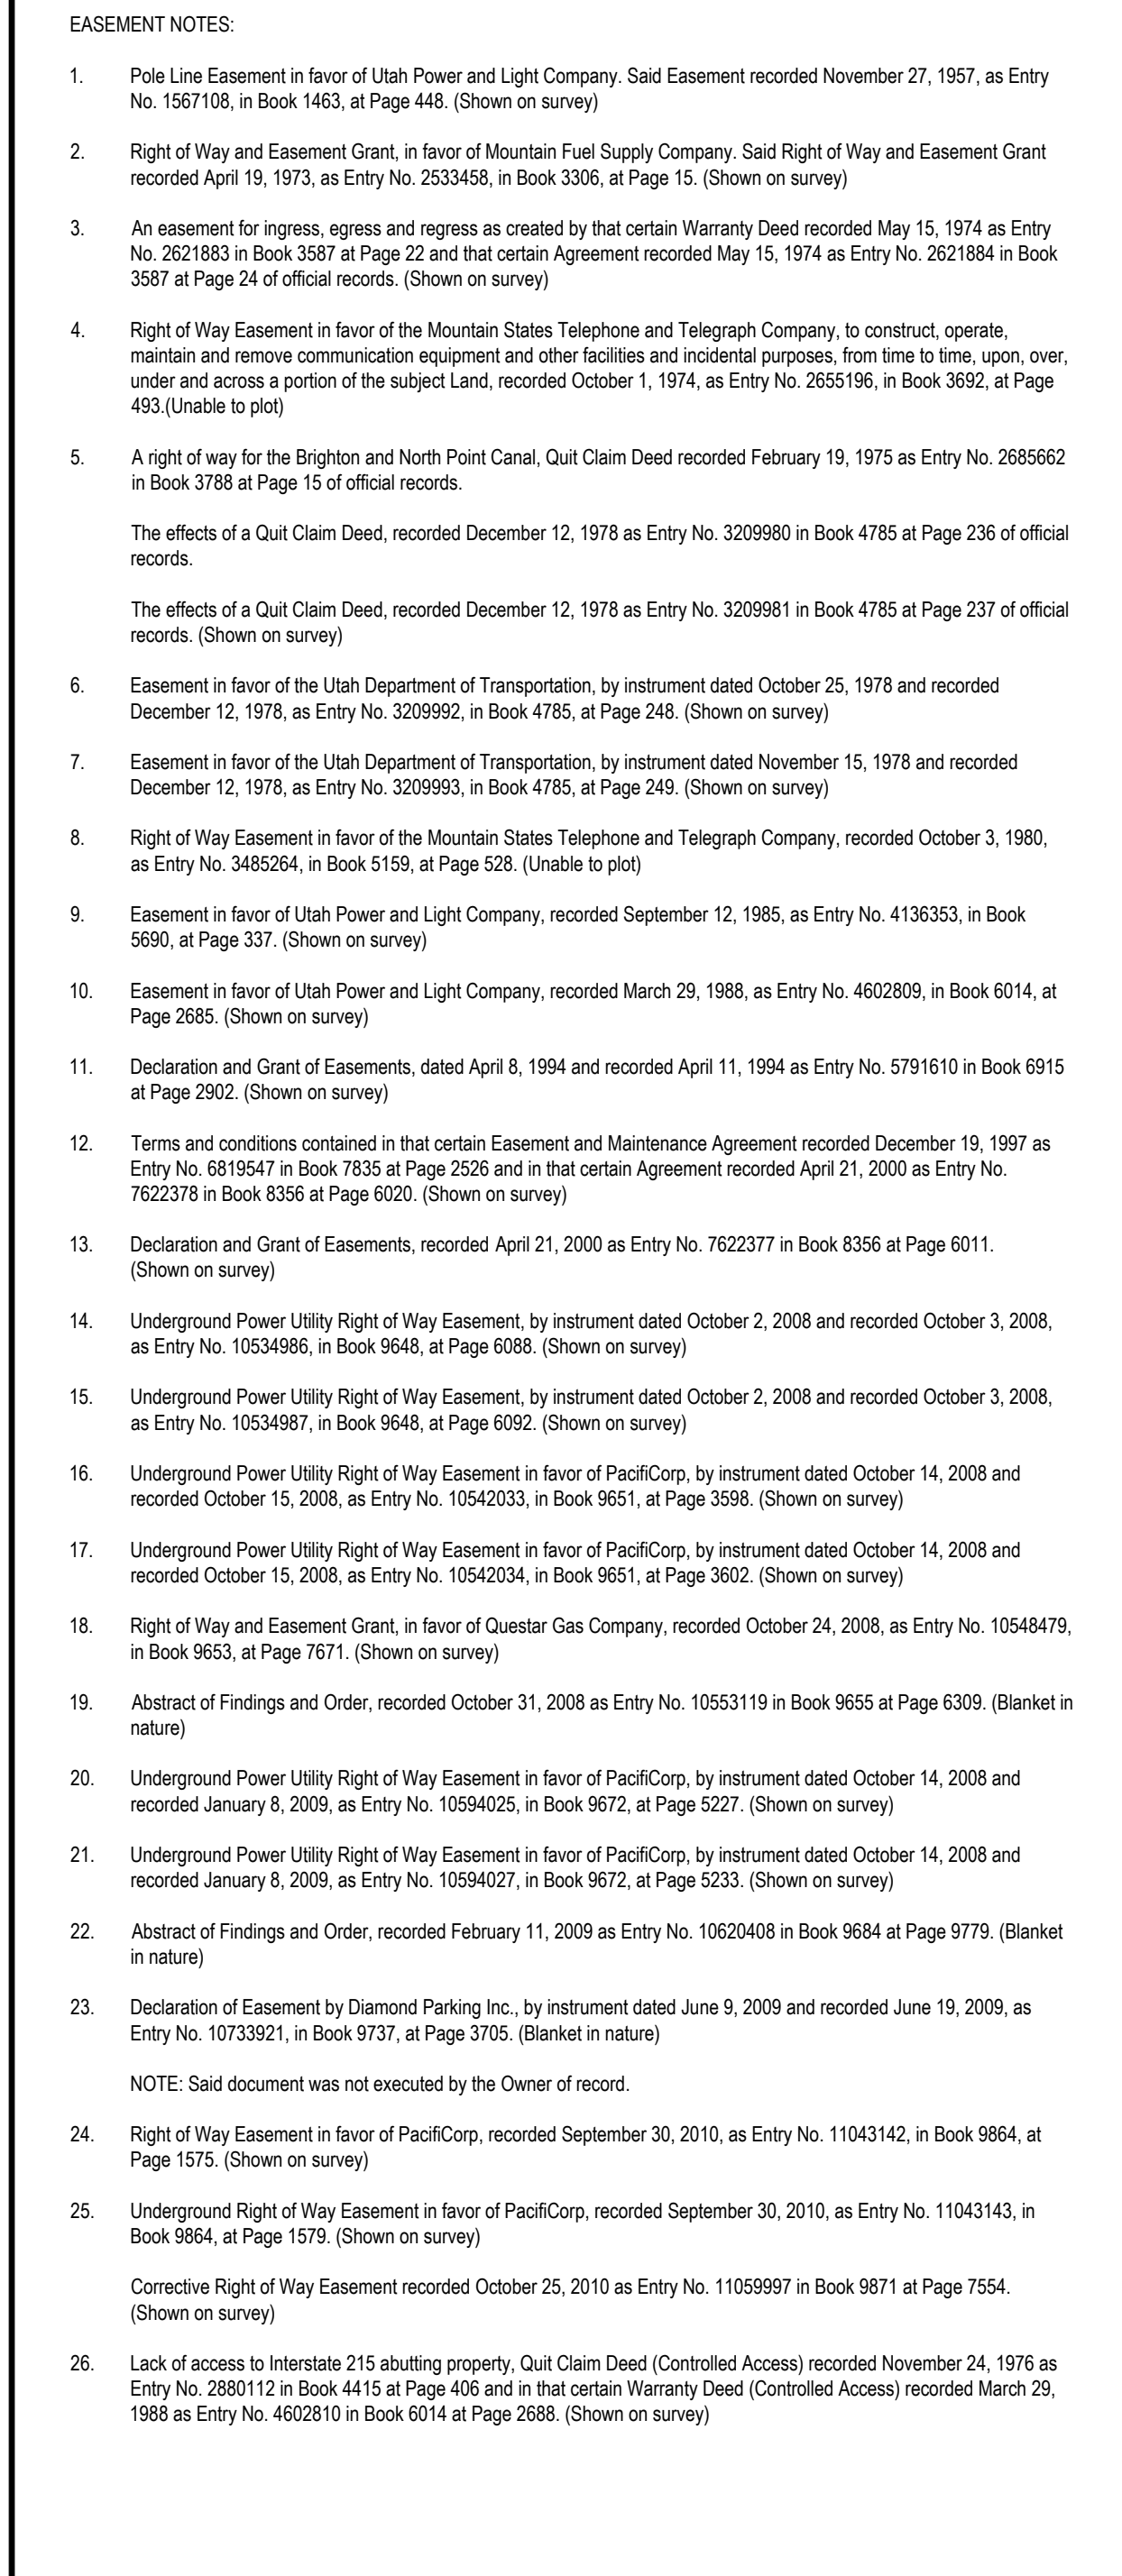 EASEMENT NOTES:
1. Pole Line Easement in favor of Utah Power and Light Company. Said Easement recorded November 27, 1957, as Entry
No. 1567108, in Book 1463, at Page 448. (Shown on survey)
2. Right of Way and Easement Grant, in favor of Mountain Fuel Supply Company. Said Right of Way and Easement Grant
recorded April 19, 1973, as Entry No. 2533458, in Book 3306, at Page 15. (Shown on survey)
3. An easement for ingress, egress and regress as created by that certain Warranty Deed recorded May 15, 1974 as Entry
No. 2621883 in Book 3587 at Page 22 and that certain Agreement recorded May 15, 1974 as Entry No. 2621884 in Book
3587 at Page 24 of official records. (Shown on survey)
4. Right of Way Easement in favor of the Mountain States Telephone and Telegraph Company, to construct, operate,
maintain and remove communication equipment and other facilities and incidental purposes, from time to time, upon, over,
under and across a portion of the subject Land, recorded October 1, 1974, as Entry No. 2655196, in Book 3692, at Page
493.(Unable to plot)
5. A right of way for the Brighton and North Point Canal, Quit Claim Deed recorded February 19, 1975 as Entry No. 2685662
in Book 3788 at Page 15 of official records.
The effects of a Quit Claim Deed, recorded December 12, 1978 as Entry No. 3209980 in Book 4785 at Page 236 of official
records.
The effects of a Quit Claim Deed, recorded December 12, 1978 as Entry No. 3209981 in Book 4785 at Page 237 of official
records. (Shown on survey)
6. Easement in favor of the Utah Department of Transportation, by instrument dated October 25, 1978 and recorded
December 12, 1978, as Entry No. 3209992, in Book 4785, at Page 248. (Shown on survey)
7. Easement in favor of the Utah Department of Transportation, by instrument dated November 15, 1978 and recorded
December 12, 1978, as Entry No. 3209993, in Book 4785, at Page 249. (Shown on survey)
8. Right of Way Easement in favor of the Mountain States Telephone and Telegraph Company, recorded October 3, 1980,
as Entry No. 3485264, in Book 5159, at Page 528. (Unable to plot)
9. Easement in favor of Utah Power and Light Company, recorded September 12, 1985, as Entry No. 4136353, in Book
5690, at Page 337. (Shown on survey)
10. Easement in favor of Utah Power and Light Company, recorded March 29, 1988, as Entry No. 4602809, in Book 6014, at
Page 2685. (Shown on survey)
11. Declaration and Grant of Easements, dated April 8, 1994 and recorded April 11, 1994 as Entry No. 5791610 in Book 6915
at Page 2902. (Shown on survey)
12. Terms and conditions contained in that certain Easement and Maintenance Agreement recorded December 19, 1997 as
Entry No. 6819547 in Book 7835 at Page 2526 and in that certain Agreement recorded April 21, 2000 as Entry No.
7622378 in Book 8356 at Page 6020. (Shown on survey)
13. Declaration and Grant of Easements, recorded April 21, 2000 as Entry No. 7622377 in Book 8356 at Page 6011.
(Shown on survey)
14. Underground Power Utility Right of Way Easement, by instrument dated October 2, 2008 and recorded October 3, 2008,
as Entry No. 10534986, in Book 9648, at Page 6088. (Shown on survey)
15. Underground Power Utility Right of Way Easement, by instrument dated October 2, 2008 and recorded October 3, 2008,
as Entry No. 10534987, in Book 9648, at Page 6092. (Shown on survey)
16. Underground Power Utility Right of Way Easement in favor of PacifiCorp, by instrument dated October 14, 2008 and
recorded October 15, 2008, as Entry No. 10542033, in Book 9651, at Page 3598. (Shown on survey)
17. Underground Power Utility Right of Way Easement in favor of PacifiCorp, by instrument dated October 14, 2008 and
recorded October 15, 2008, as Entry No. 10542034, in Book 9651, at Page 3602. (Shown on survey)
18. Right of Way and Easement Grant, in favor of Questar Gas Company, recorded October 24, 2008, as Entry No. 10548479,
in Book 9653, at Page 7671. (Shown on survey)
19. Abstract of Findings and Order, recorded October 31, 2008 as Entry No. 10553119 in Book 9655 at Page 6309. (Blanket in
nature)
20. Underground Power Utility Right of Way Easement in favor of PacifiCorp, by instrument dated October 14, 2008 and
recorded January 8, 2009, as Entry No. 10594025, in Book 9672, at Page 5227. (Shown on survey)
21. Underground Power Utility Right of Way Easement in favor of PacifiCorp, by instrument dated October 14, 2008 and
recorded January 8, 2009, as Entry No. 10594027, in Book 9672, at Page 5233. (Shown on survey)
22. Abstract of Findings and Order, recorded February 11, 2009 as Entry No. 10620408 in Book 9684 at Page 9779. (Blanket
in nature)
23. Declaration of Easement by Diamond Parking Inc., by instrument dated June 9, 2009 and recorded June 19, 2009, as
Entry No. 10733921, in Book 9737, at Page 3705. (Blanket in nature)
NOTE: Said document was not executed by the Owner of record.
24. Right of Way Easement in favor of PacifiCorp, recorded September 30, 2010, as Entry No. 11043142, in Book 9864, at
Page 1575. (Shown on survey)
25. Underground Right of Way Easement in favor of PacifiCorp, recorded September 30, 2010, as Entry No. 11043143, in
Book 9864, at Page 1579. (Shown on survey)
Corrective Right of Way Easement recorded October 25, 2010 as Entry No. 11059997 in Book 9871 at Page 7554.
(Shown on survey)
26. Lack of access to Interstate 215 abutting property, Quit Claim Deed (Controlled Access) recorded November 24, 1976 as
Entry No. 2880112 in Book 4415 at Page 406 and in that certain Warranty Deed (Controlled Access) recorded March 29,
1988 as Entry No. 4602810 in Book 6014 at Page 2688. (Shown on survey)